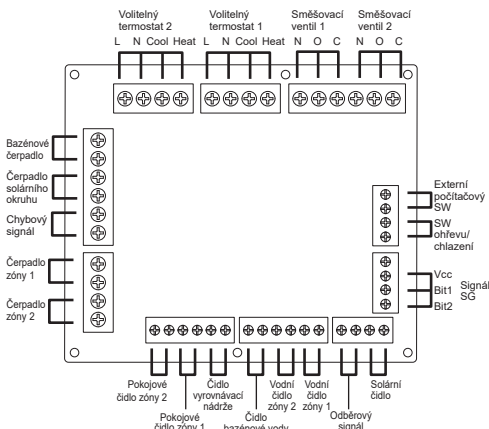 Volitelný
termostat 2
Volitelný
termostat 1
Směšovací
ventil 1
Směšovací
ventil 2
L N Cool Heat
L N Cool Heat
N O C
N O C
Bazénové
čerpadlo
Čerpadlo
solárního
okruhu
Chybový
signál
Čerpadlo
zóny 1
Čerpadlo
zóny 2
Externí
počítačový
SW
SW
ohřevu/
chlazení
Vcc
Bit1
Bit2
Signál
SG
Pokojové
čidlo zóny 2
Pokojové
čidlo zóny 1
Čidlo
vyrovnávací
nádrže
Čidlo
bazénové vody
Vodní
čidlo
zóny 2
Vodní
čidlo
zóny 1
Odběrový
signál
Solární
čidlo